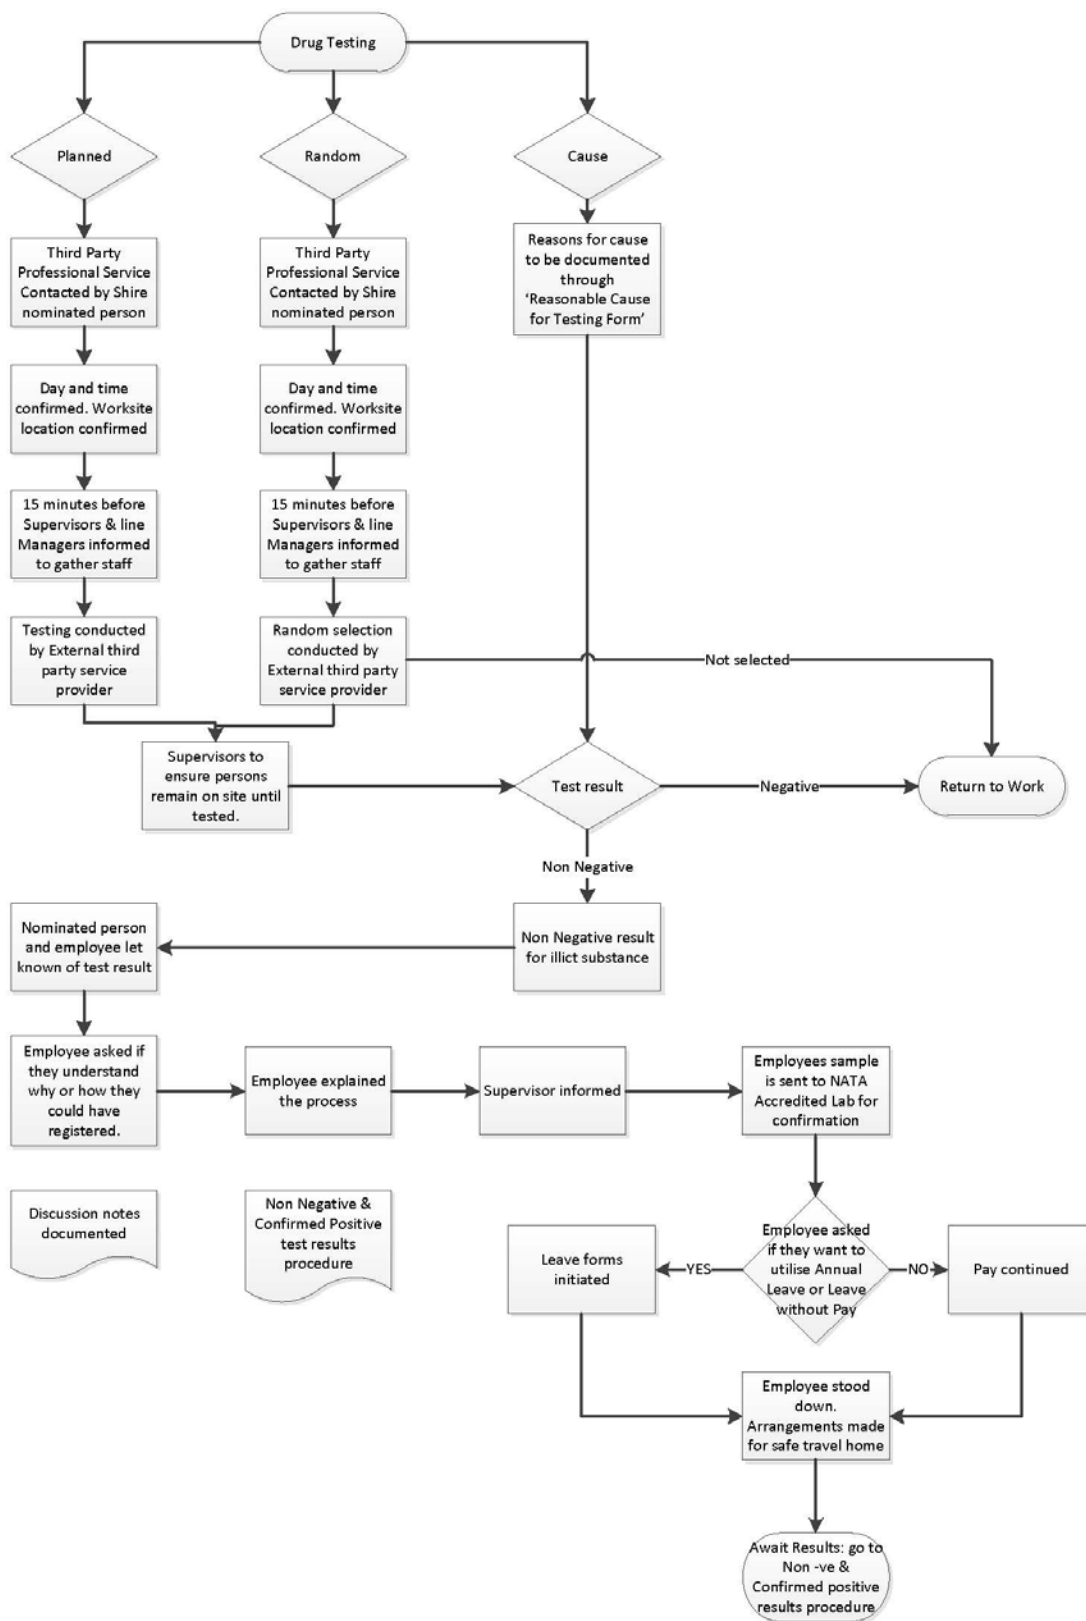 Drug Testing
Planned
Random
Cause
Third Party
Professional Service
Contacted by Shire
nominated person
Third Party
Professional Service
Contacted by Shire
nominated person
Reasons for cause
to be documented
through
‘Reasonable Cause
for Testing Form’
Day and time
confirmed. Worksite
location confirmed
Day and time
confirmed. Worksite
location confirmed
15 minutes before
Supervisors & line
Managers informed
to gather staff
15 minutes before
Supervisors & line
Managers informed
to gather staff
Testing conducted
by External third
party service
provider
Random selection
conducted by
External third party
service provider
Not selected
Supervisors to
ensure persons
remain on site until
tested.
Test result
Negative
Return to Work
Non Negative
Nominated person
and employee let
known of test result
Non Negative result
for illict substance
Employee asked if
they understand
why or how they
could have
registered.
Employee explained
the process
Supervisor informed
Employees sample
is sent to NATA
Accredited Lab for
confirmation
Discussion notes
documented
Non Negative &
Confirmed Positive
test results
procedure
Leave forms
initiated
YES
Employee asked
if they want to
utilise Annual
Leave or Leave
without Pay
NO
Pay continued
Employee stood
down.
Arrangements made
for safe travel home
Await Results: go to
Non -ve &
Confirmed positive
results procedure